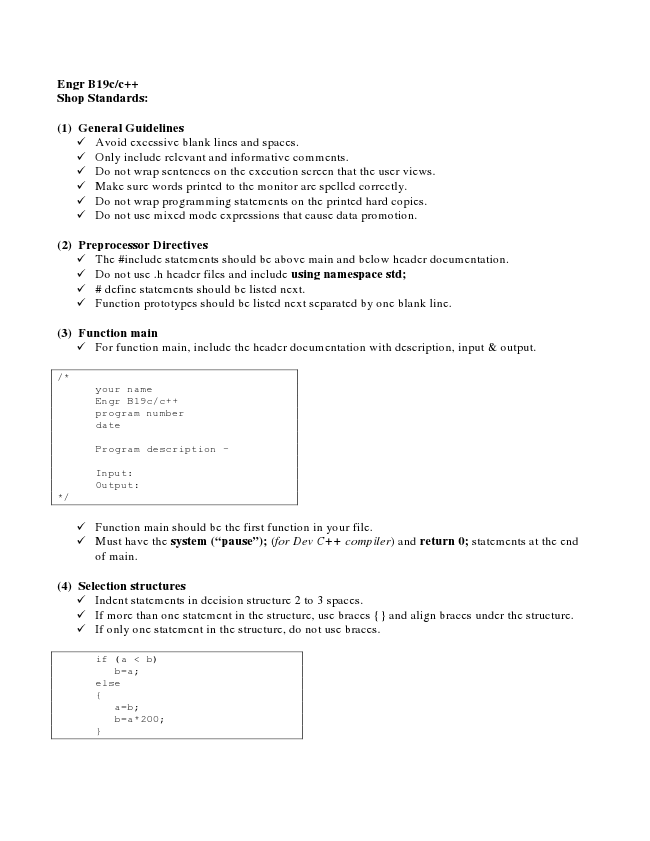 Engr B19c/c++
Shop Standards:
(1) General Guidelines
✓ Avoid excessive blank lines and spaces.
✓ Only include relevant and informative comments.
✓ Do not wrap sentences on the execution screen that the user views.
✓ Make sure words printed to the monitor are spelled correctly.
✓ Do not wrap programming statements on the printed hard copies.
✓ Do not use mixed mode expressions that cause data promotion.
(2) Preprocessor Directives
✓ The #include statements should be above main and below header documentation.
✓ Do not use .h header files and include using namespace std;
✓ # define statements should be listed next.
✓ Function prototypes should be listed next separated by one blank line.
(3) Function main
✓ For function main, include the header documentation with description, input & output.
/*
your name
Engr B19c/c++
program number
date
Program description –
Input:
Output:
*/
✓ Function main should be the first function in your file.
✓ Must have the system (“pause”); (for Dev C++ compiler) and return 0; statements at the end
of main.
(4) Selection structures
✓ Indent statements in decision structure 2 to 3 spaces.
✓ If more than one statement in the structure, use braces { } and align braces under the structure.
✓ If only one statement in the structure, do not use braces.
if (a < b)
b=a;
else
{
a=b;
b=a*200;
}